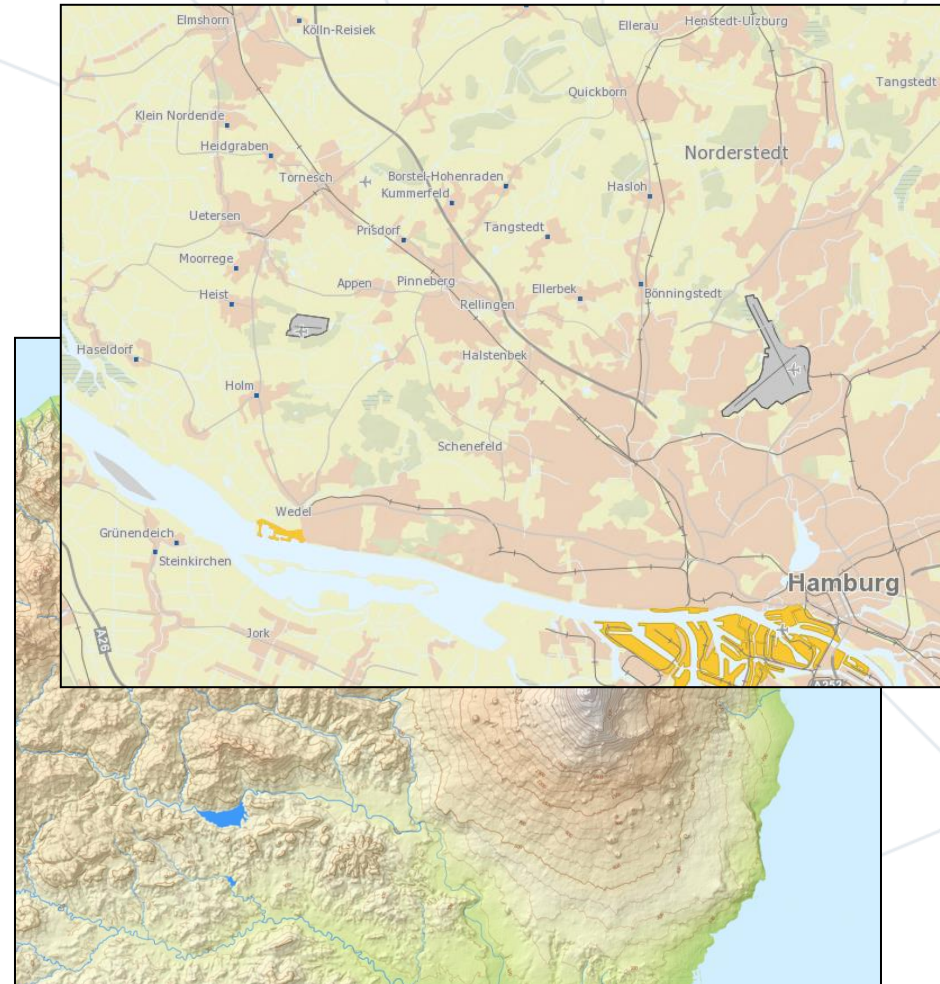 Elmshorn
Kölln-Reisiek
Ellerau
Henstedt-Ulzburg
Tangstedt
Quickborn
Klein Nordende
Heidgraben
Norderstedt
Tornesch
Borstel-Hohenraden
Kummerfeld
Hasloh
Uetersen
Prisdorf
Tangstedt
Moorrege
Appen
Pinneberg
Heist
Ellerbek
Bönningstedt
Rellingen
Haseldorf
Halstenbek
Holm
Schenefeld
Wedel
Grünendeich
Steinkirchen
Hamburg
Jork
A26
A252